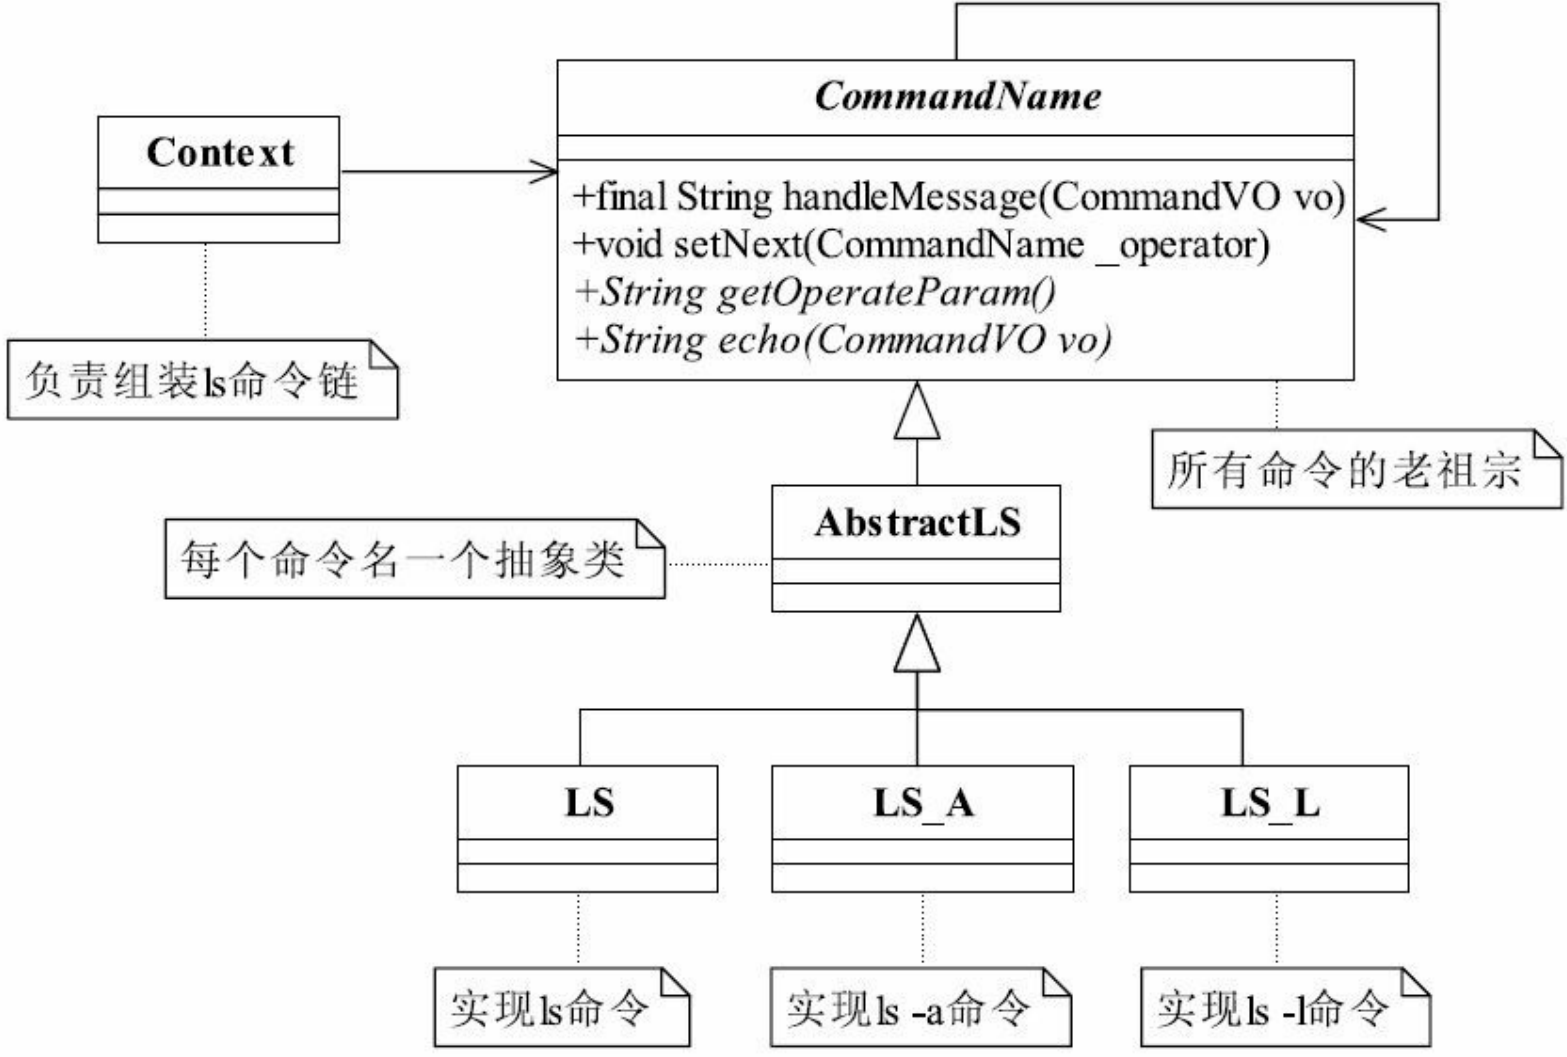 CommandName
Context
+final String handleMessage(CommandVO vo)
+void setNext(CommandName _operator)
+String getOperateParam()
+String echo(CommandVO vo)
负责组装ls命令链
所有命令的老祖宗
AbstractLS
每个命令名一个抽象类
LS
LS_A
LS_L
实现ls命令
实现ls -a命令
实现ls -l命令